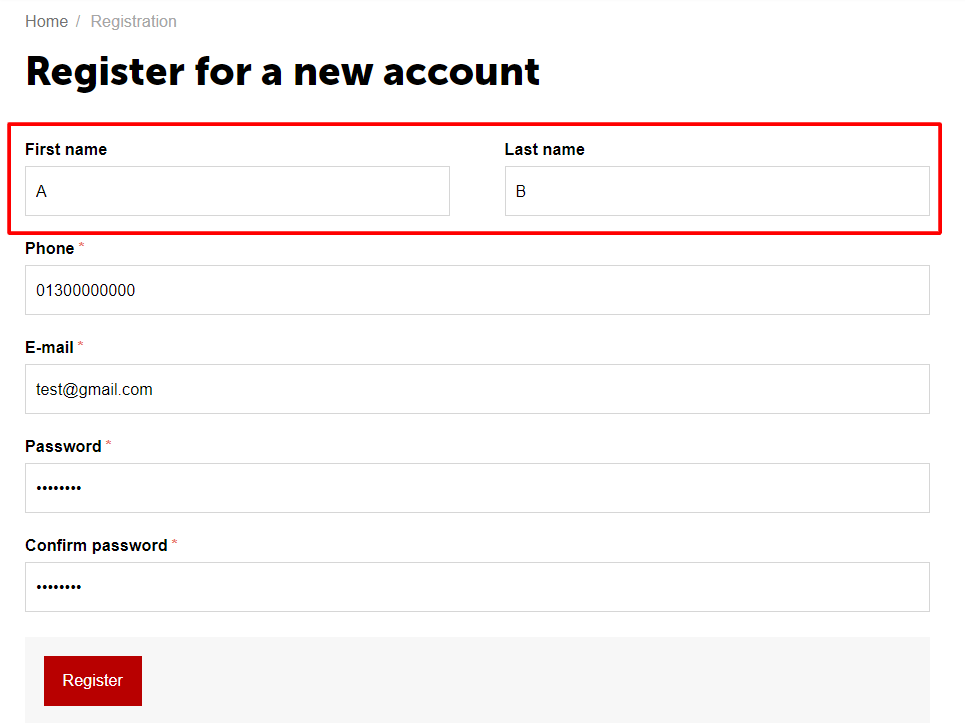 Home / Registration
Register for a new account
First name Last name
A B
Phone *
01300000000
E-mail *
test@gmail.com
Password *
••••••••
Confirm password *
••••••••
Register